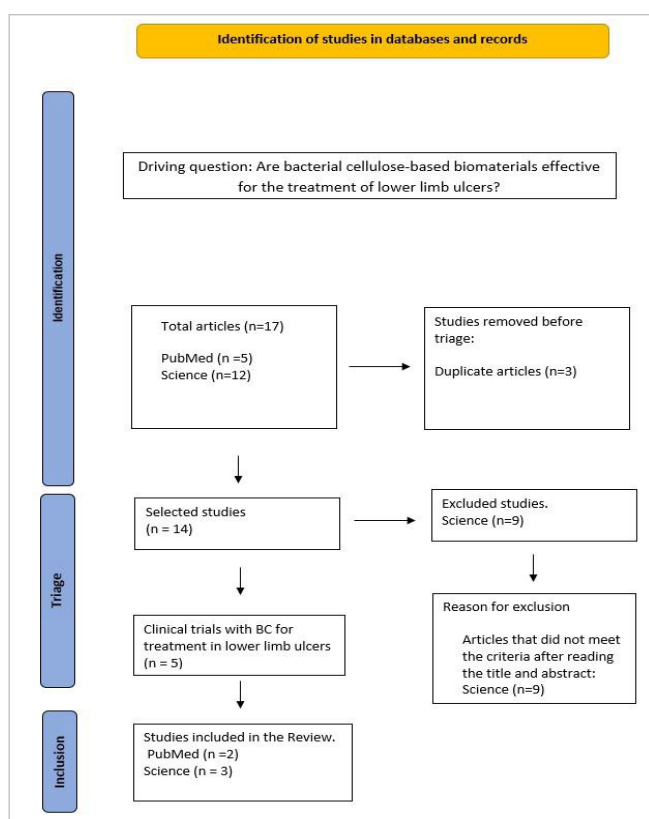 Identification of studies in databases and records
Identification
Driving question: Are bacterial cellulose-based biomaterials effective
for the treatment of lower limb ulcers?
Total articles (n=17)
PubMed (n =5)
Science (n=12)
Studies removed before
triage:
Duplicate articles (n=3)
Triage
Selected studies
(n = 14)
Excluded studies.
Science (n=9)
Clinical trials with BC for
treatment in lower limb ulcers
(n = 5)
Reason for exclusion
Articles that did not meet
the criteria after reading
the title and abstract:
Science (n=9)
Inclusion
Studies included in the Review.
PubMed (n =2)
Science (n = 3)